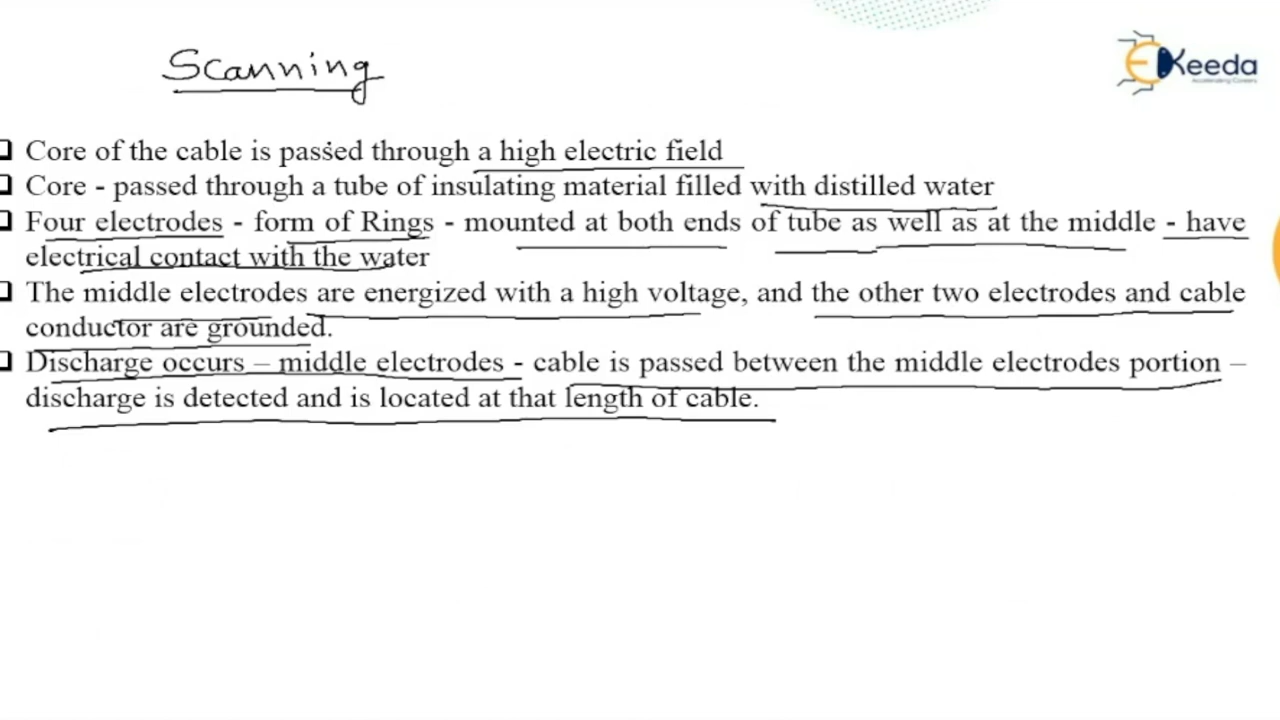 Scanning
EKeeda
Accelerating Careers
Core of the cable is passed through a high electric field
Core - passed through a tube of insulating material filled with distilled water
Four electrodes - form of Rings - mounted at both ends of tube as well as at the middle - have
electrical contact with the water
The middle electrodes are energized with a high voltage, and the other two electrodes and cable
conductor are grounded.
Discharge occurs – middle electrodes - cable is passed between the middle electrodes portion –
discharge is detected and is located at that length of cable.